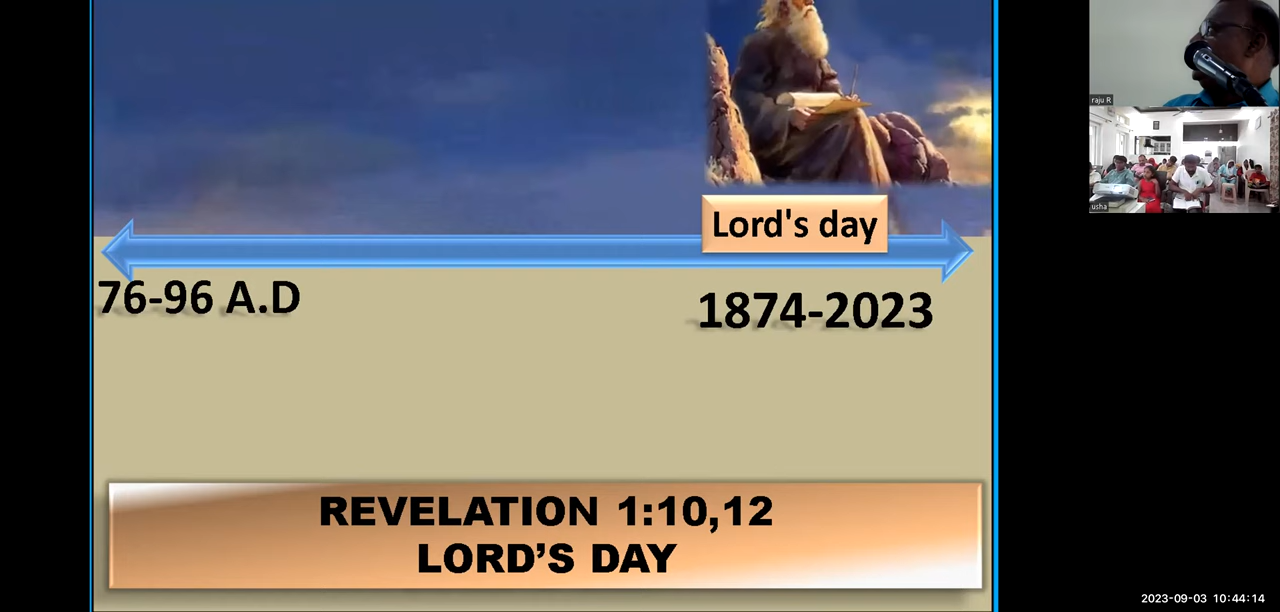 Lord's day
76-96 A.D
1874-2023
REVELATION 1:10,12
LORD'S DAY
raju R
usha
2023-09-03 10:44:14